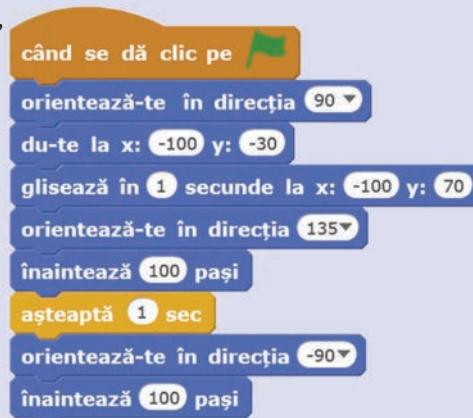 când se dă clic pe
orientează-te în direcția 90
du-te la x: -100 y: -30
glisează în 1 secunde la x: -100 y: 70
orientează-te în direcția 135
înaintează 100 pași
așteaptă 1 sec
orientează-te în direcția -90
înaintează 100 pași